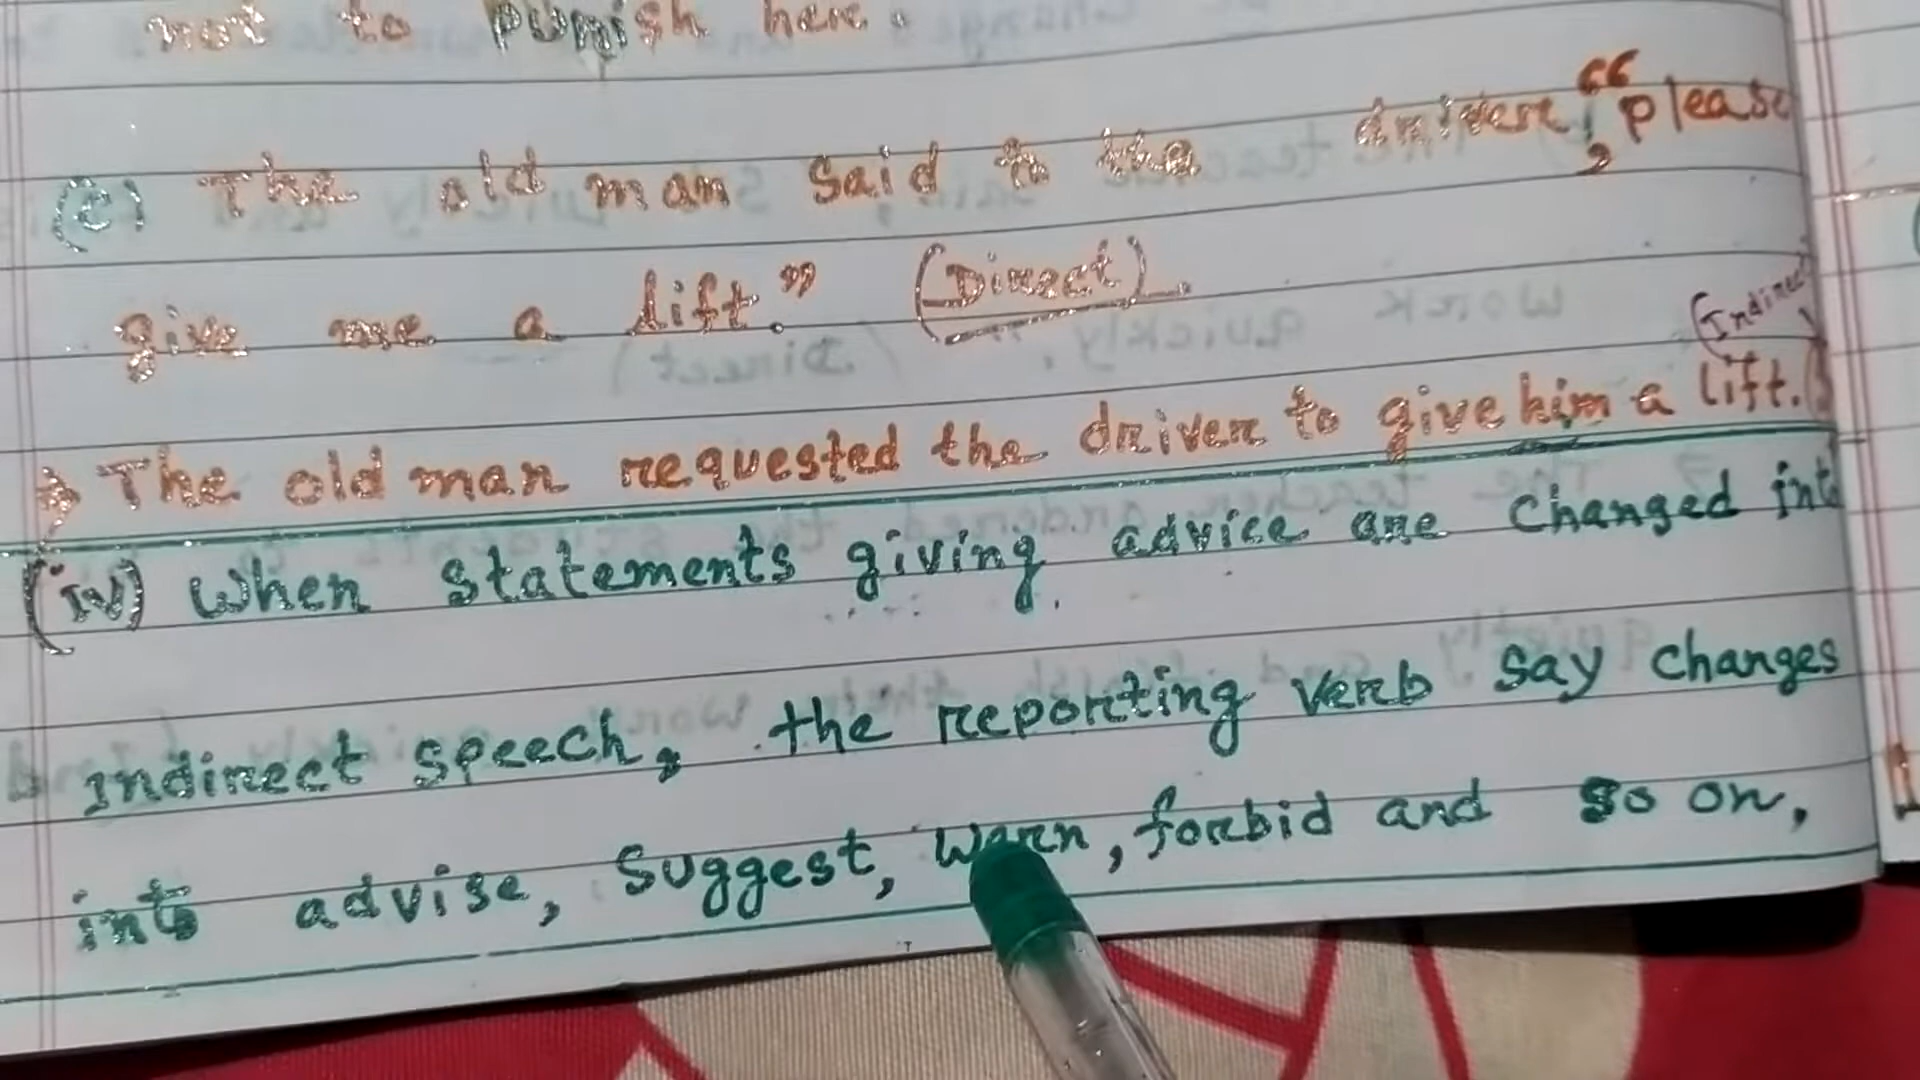 not to punish her.
(c) The old man said to the driver, "please
give me a lift." (Direct).
(Indirect)
→ The old man requested the driver to give him a lift.
(iv) When statements giving advice are changed into
indirect speech, the reporting verb say changes
into advise, suggest, warn, forbid and so on,